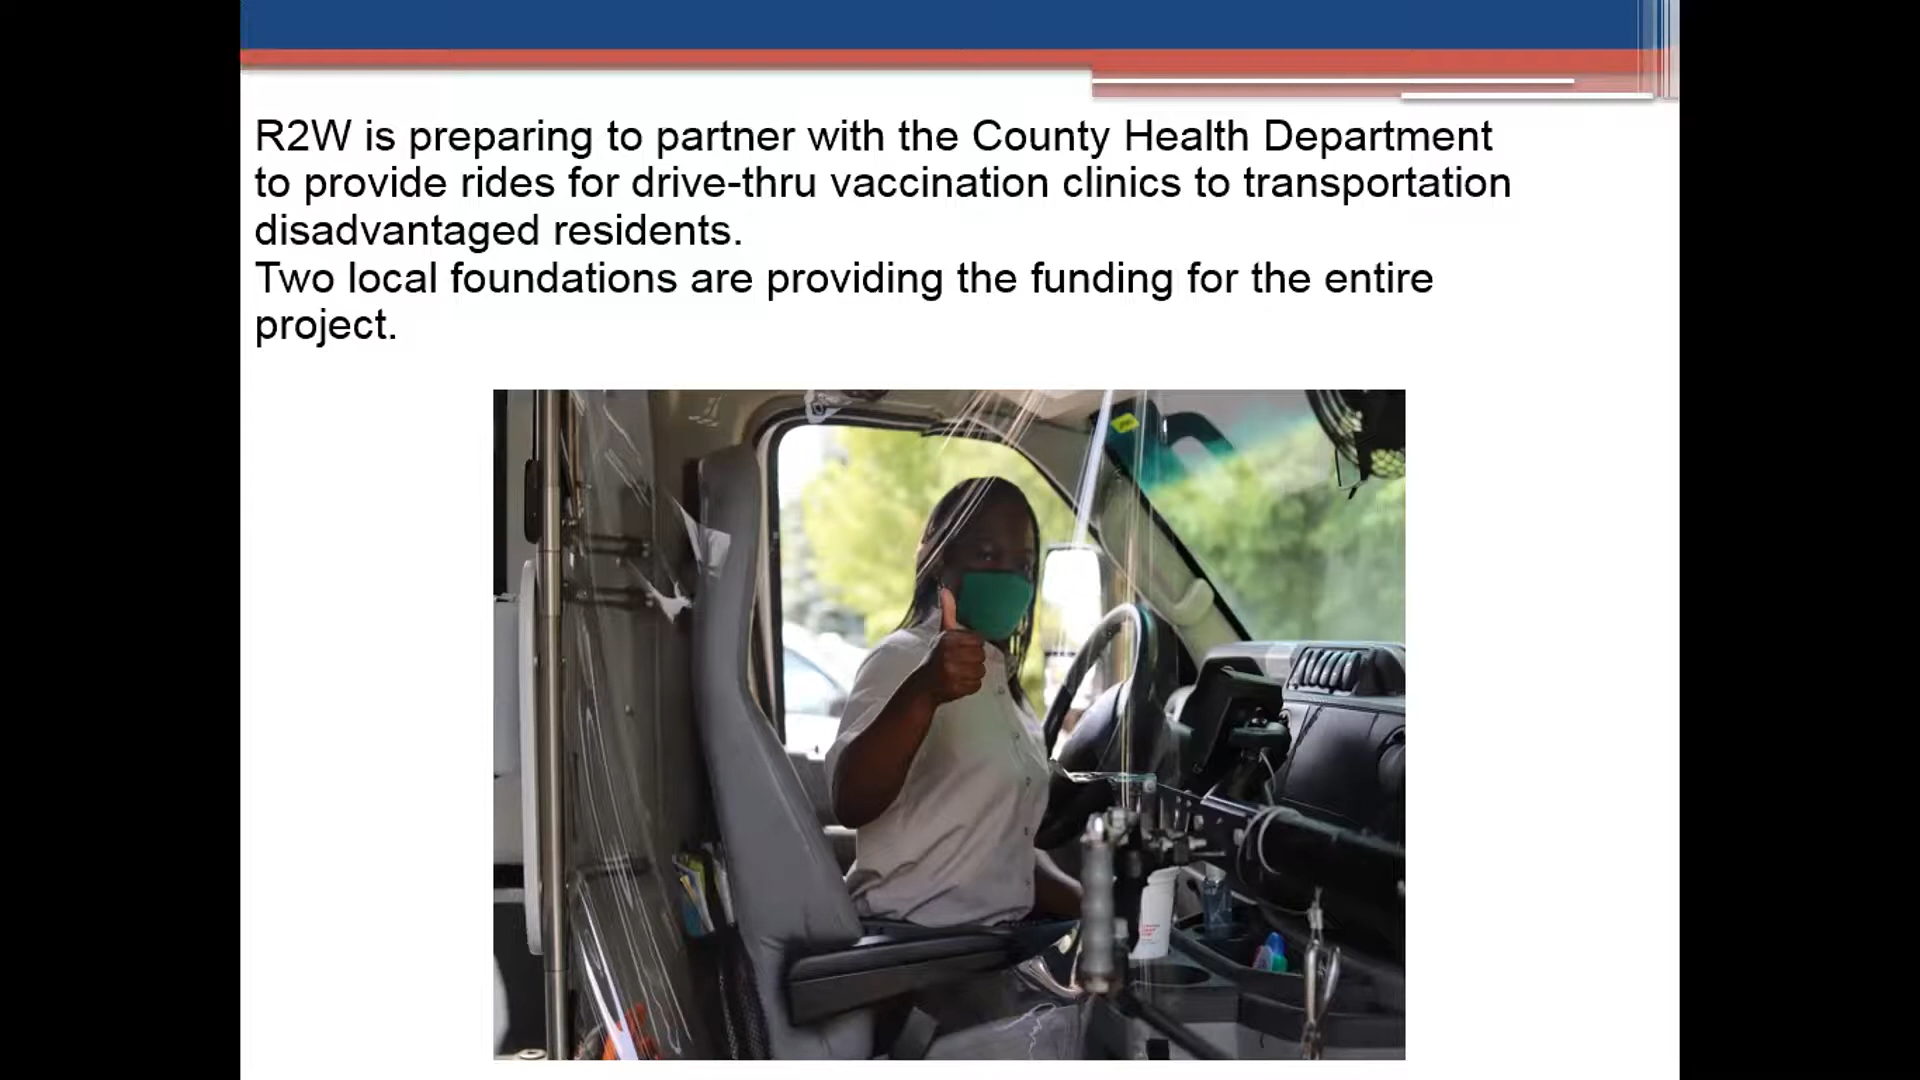 R2W is preparing to partner with the County Health Department
to provide rides for drive-thru vaccination clinics to transportation
disadvantaged residents.
Two local foundations are providing the funding for the entire
project.